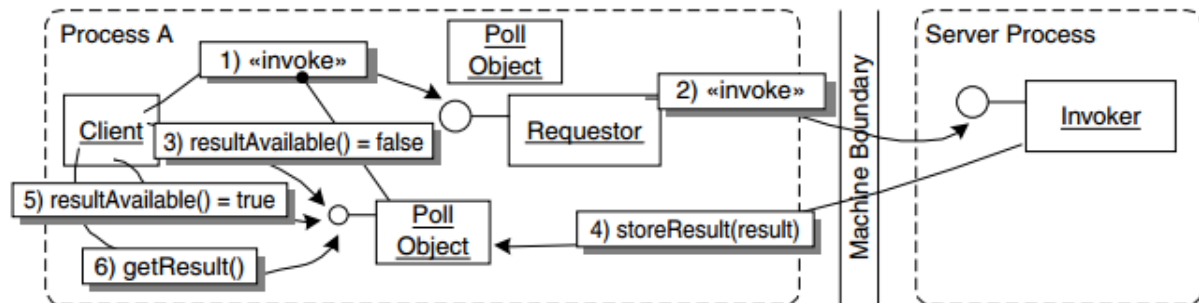 Process A
Poll
Object
Server Process
1) «invoke»
2) «invoke»
Client
Requestor
Invoker
3) resultAvailable() = false
Machine Boundary
5) resultAvailable() = true
Poll
Object
4) storeResult(result)
6) getResult()